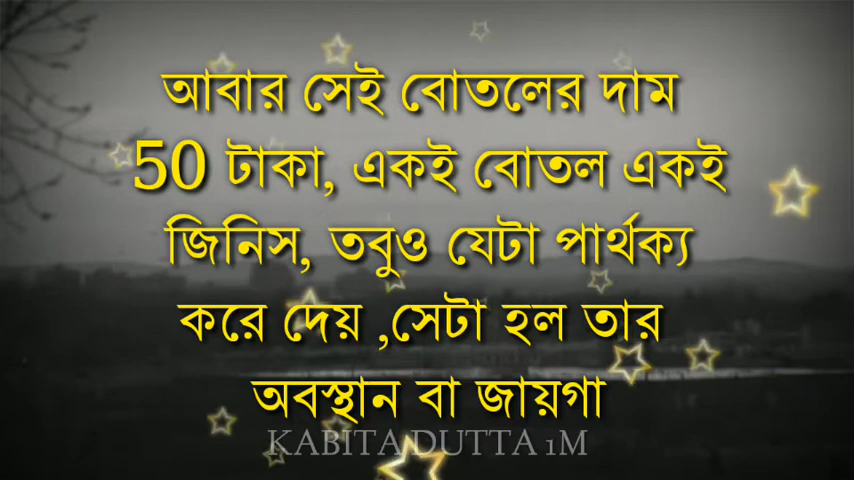 আবার সেই বোতলের দাম
50 টাকা, একই বোতল একই
জিনিস, তবুও যেটা পার্থক্য
করে দেয় ,সেটা হল তার
অবস্থান বা জায়গা
KABITA DUTTA 1M